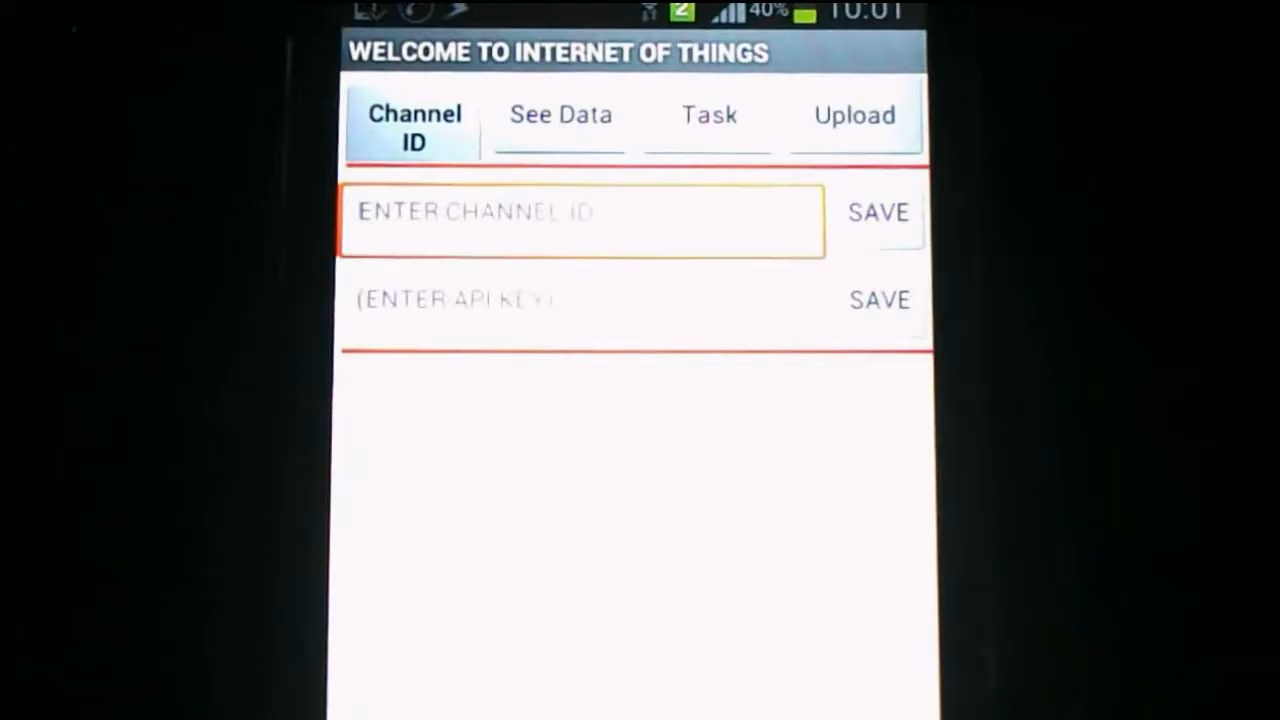 2 40% 10:01
WELCOME TO INTERNET OF THINGS
Channel ID
See Data
Task
Upload
ENTER CHANNEL ID
SAVE
(ENTER API KEY)
SAVE